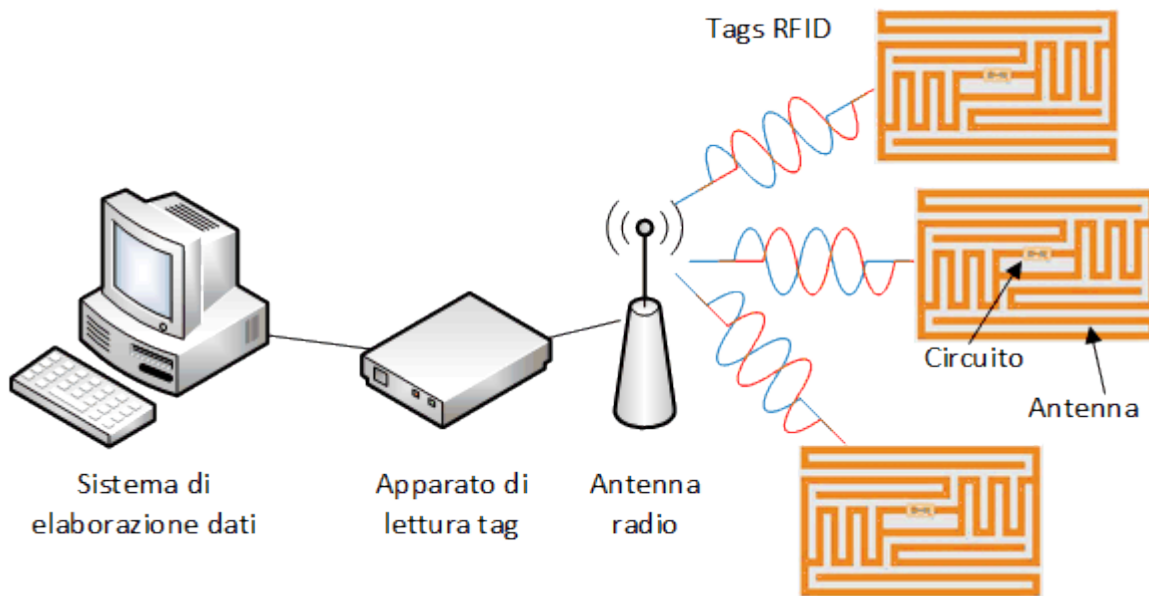 Tags RFID
Circuito
Antenna
Sistema di
elaborazione dati
Apparato di
lettura tag
Antenna
radio